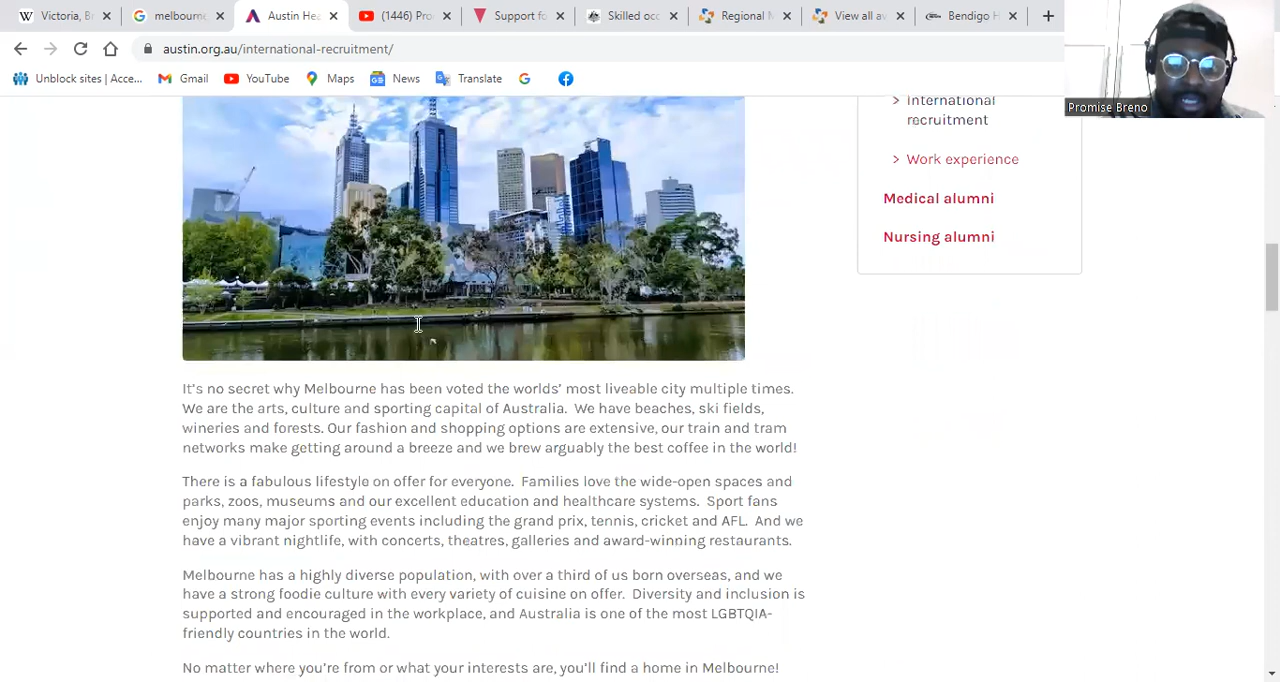 Victoria, B
melbourne
Austin Hea
(1446) Pro
Support fo
Skilled occ
Regional M
View all av
Bendigo H
austin.org.au/international-recruitment/
Unblock sites | Acce...
Gmail
YouTube
Maps
News
Translate
Promise Breno
> International
recruitment
> Work experience
Medical alumni
Nursing alumni
It's no secret why Melbourne has been voted the worlds' most liveable city multiple times.
We are the arts, culture and sporting capital of Australia. We have beaches, ski fields,
wineries and forests. Our fashion and shopping options are extensive, our train and tram
networks make getting around a breeze and we brew arguably the best coffee in the world!
There is a fabulous lifestyle on offer for everyone. Families love the wide-open spaces and
parks, zoos, museums and our excellent education and healthcare systems. Sport fans
enjoy many major sporting events including the grand prix, tennis, cricket and AFL. And we
have a vibrant nightlife, with concerts, theatres, galleries and award-winning restaurants.
Melbourne has a highly diverse population, with over a third of us born overseas, and we
have a strong foodie culture with every variety of cuisine on offer. Diversity and inclusion is
supported and encouraged in the workplace, and Australia is one of the most LGBTQIA-
friendly countries in the world.
No matter where you're from or what your interests are, you'll find a home in Melbourne!